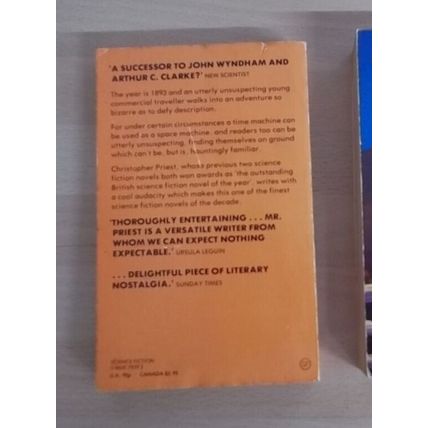 'A SUCCESSOR TO JOHN WYNDHAM AND
ARTHUR C. CLARKE?' NEW SCIENTIST
The year is 1893 and an utterly unsuspecting young
commercial traveller walks into an adventure so
bizarre as to defy description.
For under certain circumstances a time machine can
be used as a space machine, and readers too can be
utterly unsuspecting, finding themselves on ground
which can't be, but is, hauntingly familiar.
Christopher Priest, whose previous two science
fiction novels both won awards as 'the outstanding
British science fiction novel of the year', writes with
a cool audacity which makes this one of the finest
science fiction novels of the decade.
'THOROUGHLY ENTERTAINING ... MR.
PRIEST IS A VERSATILE WRITER FROM
WHOM WE CAN EXPECT NOTHING
EXPECTABLE.' URSULA LEGUIN
... DELIGHTFUL PIECE OF LITERARY
NOSTALGIA.' SUNDAY TIMES
SCIENCE FICTION
U.K. 95p CANADA